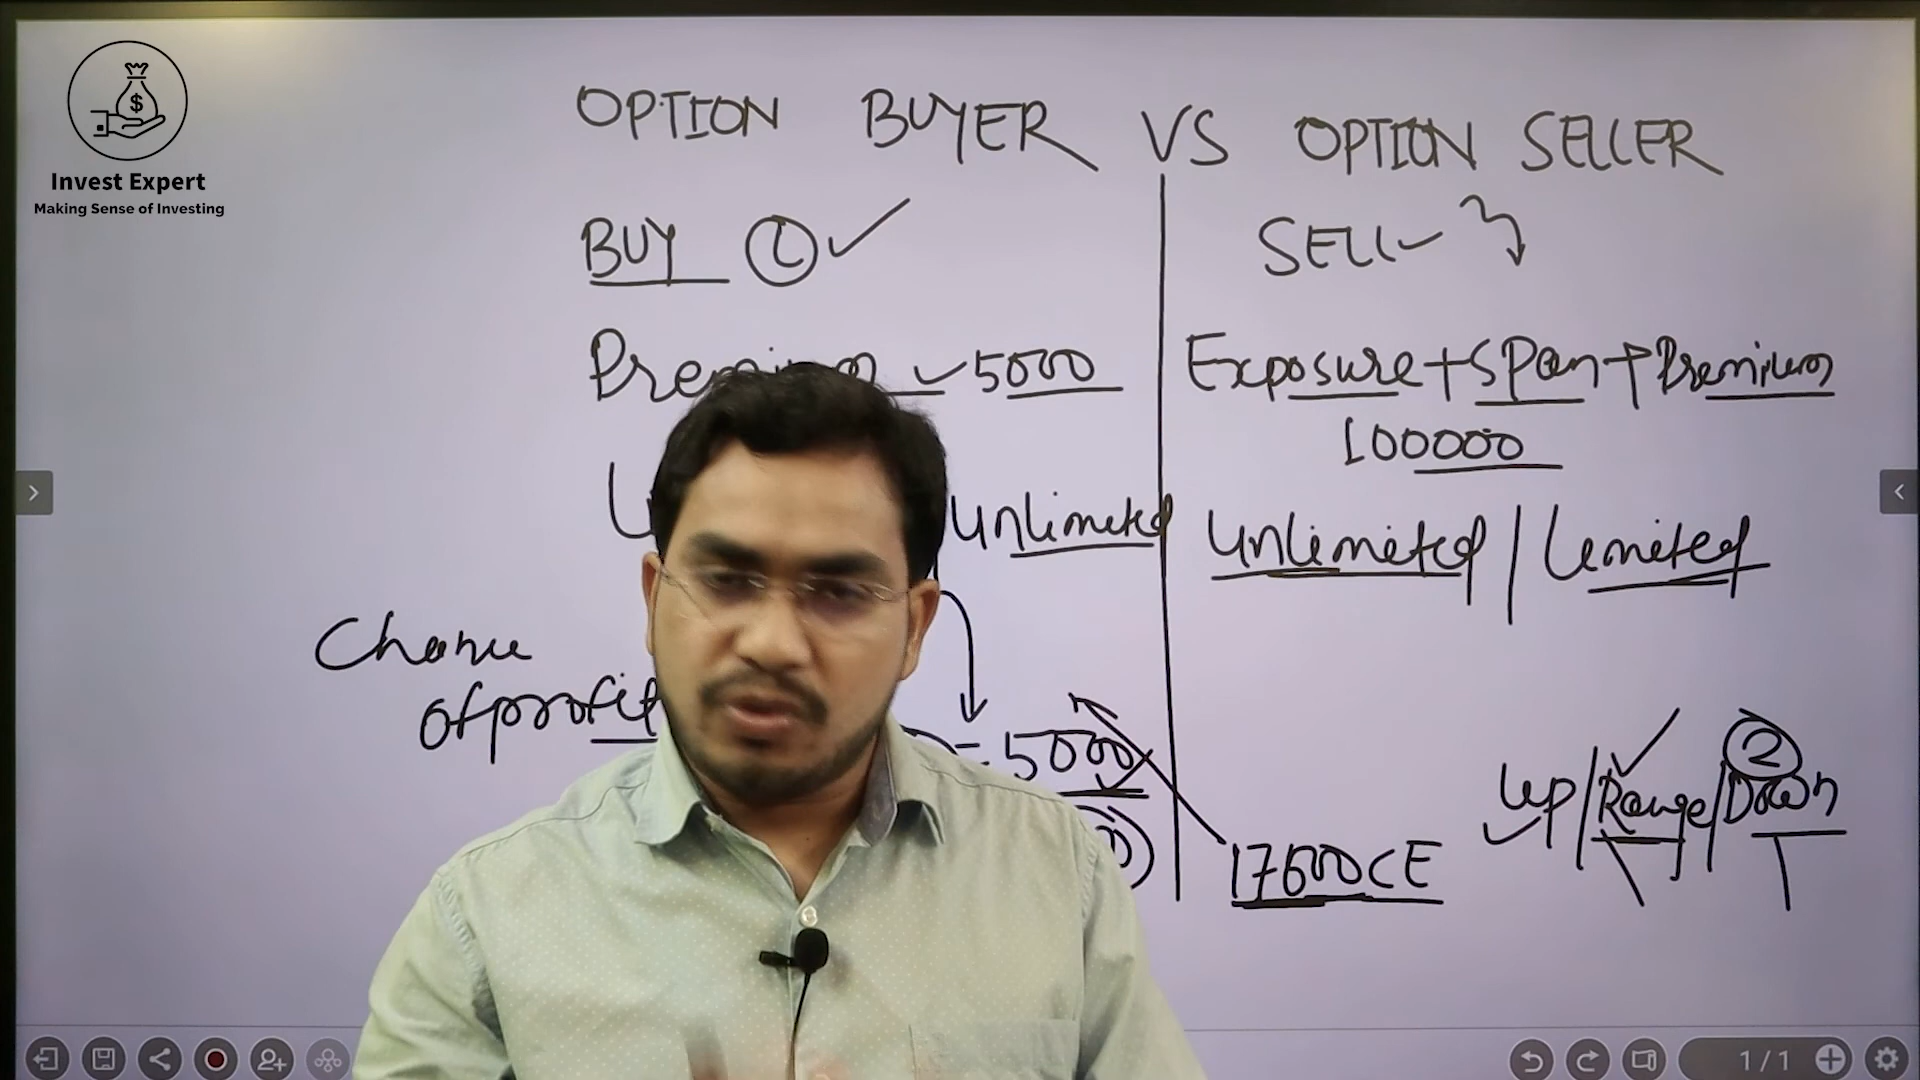 Invest Expert
Making Sense of Investing
OPTION BUYER VS OPTION SELLER
BUY L
SELL
5000
Exposure + Span + Premium
100000
Unlimited
Unlimited / Limited
Chance
of profit
= 5000
Up / Range / Down
2
17600CE
1/1